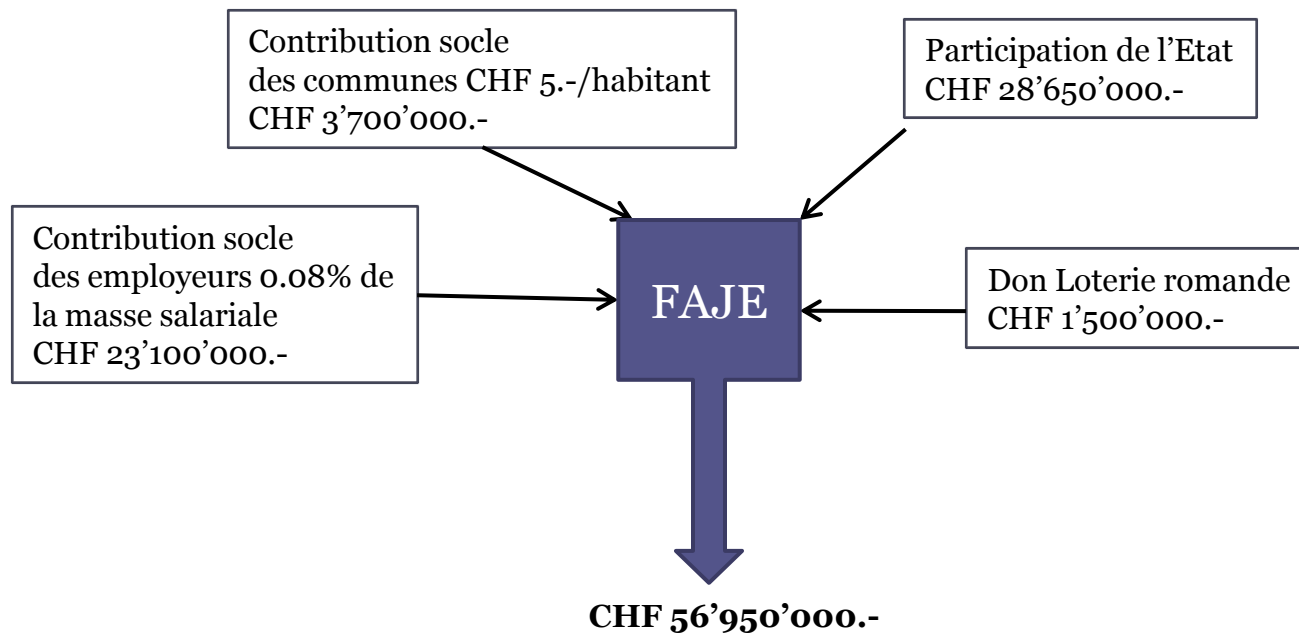 Contribution socle
des communes CHF 5.-/habitant
CHF 3’700’000.-
Participation de l’Etat
CHF 28’650’000.-
Contribution socle
des employeurs 0.08% de
la masse salariale
CHF 23’100’000.-
FAJE
Don Loterie romande
CHF 1’500’000.-
CHF 56’950’000.-